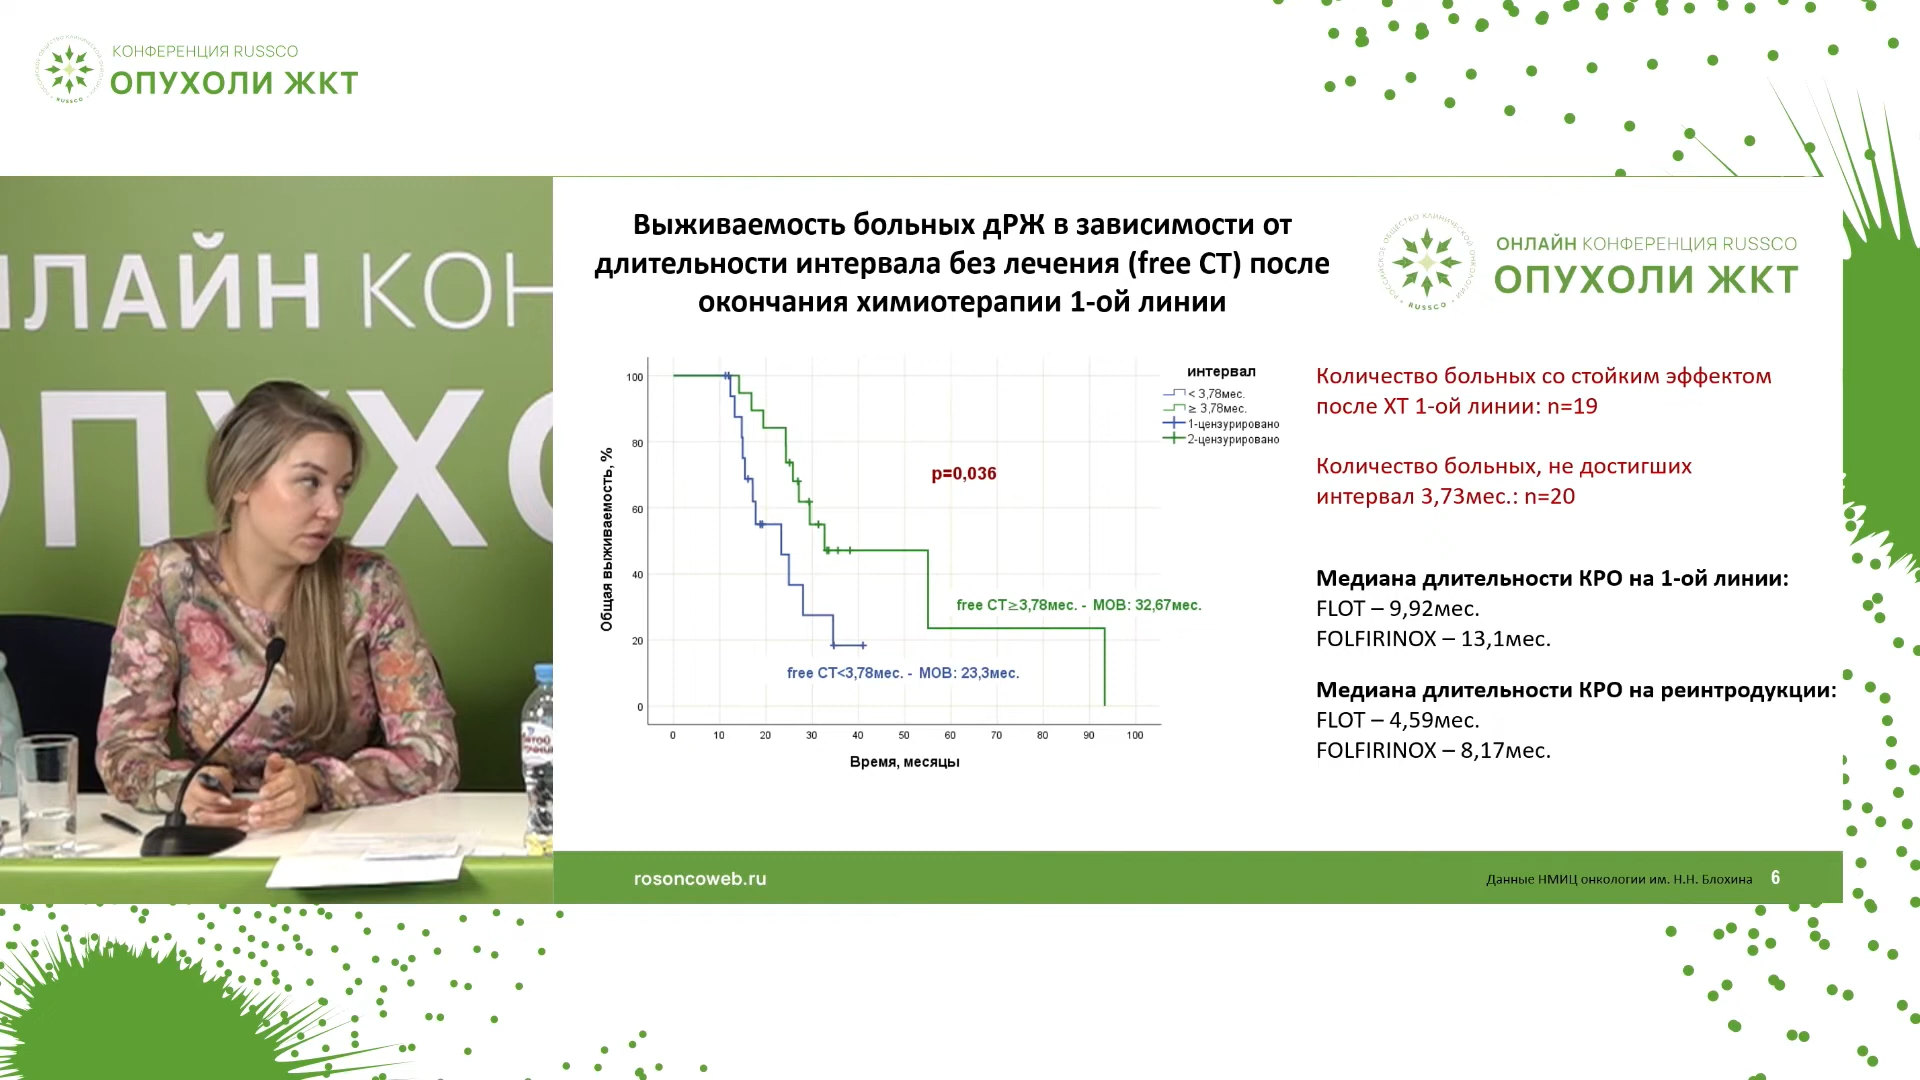 КОНФЕРЕНЦИЯ RUSSCO
ОПУХОЛИ ЖКТ
Выживаемость больных дРЖ в зависимости от
длительности интервала без лечения (free CT) после
окончания химиотерапии 1-ой линии
ОНЛАЙН КОНФЕРЕНЦИЯ RUSSCO
ОПУХОЛИ ЖКТ
RUSSCO
НЛАЙН КОН
ОПУХО
интервал
< 3,78мес.
≥ 3,78мес.
1-цензурировано
2-цензурировано
100
80
60
40
20
0
Общая выживаемость, %
p=0,036
free CT≥3,78мес. - МОВ: 32,67мес.
free CT<3,78мес. - МОВ: 23,3мес.
0 10 20 30 40 50 60 70 80 90 100
Время, месяцы
Количество больных со стойким эффектом
после ХТ 1-ой линии: n=19
Количество больных, не достигших
интервал 3,73мес.: n=20
Медиана длительности КРО на 1-ой линии:
FLOT – 9,92мес.
FOLFIRINOX – 13,1мес.
Медиана длительности КРО на реинтродукции:
FLOT – 4,59мес.
FOLFIRINOX – 8,17мес.
rosoncoweb.ru
Данные НМИЦ онкологии им. Н.Н. Блохина 6